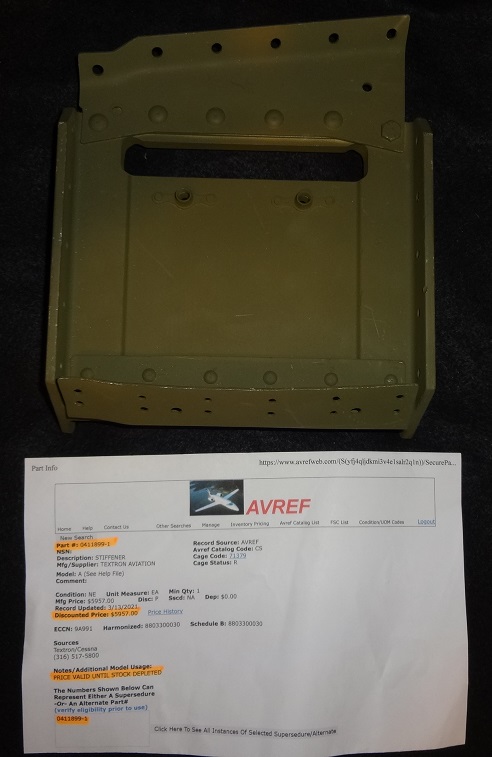 Part Info
https://www.avrefweb.com/(S(yfj4qljdkmi3v4e1salt2q1n))/SecurePa...
AVREF
Home Help Contact Us Other Searches Manage Inventory Pricing Avref Catalog List FSC List Condition/UOM Codes Logout
New Search
Part #: 0411899-1
NSN:
Description: STIFFENER
Mfg/Supplier: TEXTRON AVIATION
Record Source: AVREF
Avref Catalog Code: CS
Cage Code: 71379
Cage Status: R
Model: A (See Help File)
Comment:
Condition: NE Unit Measure: EA Min Qty: 1
Mfg Price: $5957.00 Disc: P Sscd: NA Dep: $0.00
Record Updated: 3/13/2021
Discounted Price: $5957.00 Price History
ECCN: 9A991 Harmonized: 8803300030 Schedule B: 8803300030
Sources
Textron/Cessna
(316) 517-5800
Notes/Additional Model Usage:
PRICE VALID UNTIL STOCK DEPLETED
The Numbers Shown Below Can
Represent Either A Supersedure
-Or- An Alternate Part#
(verify eligibility prior to use)
0411899-1
Click Here To See All Instances Of Selected Supersedure/Alternate